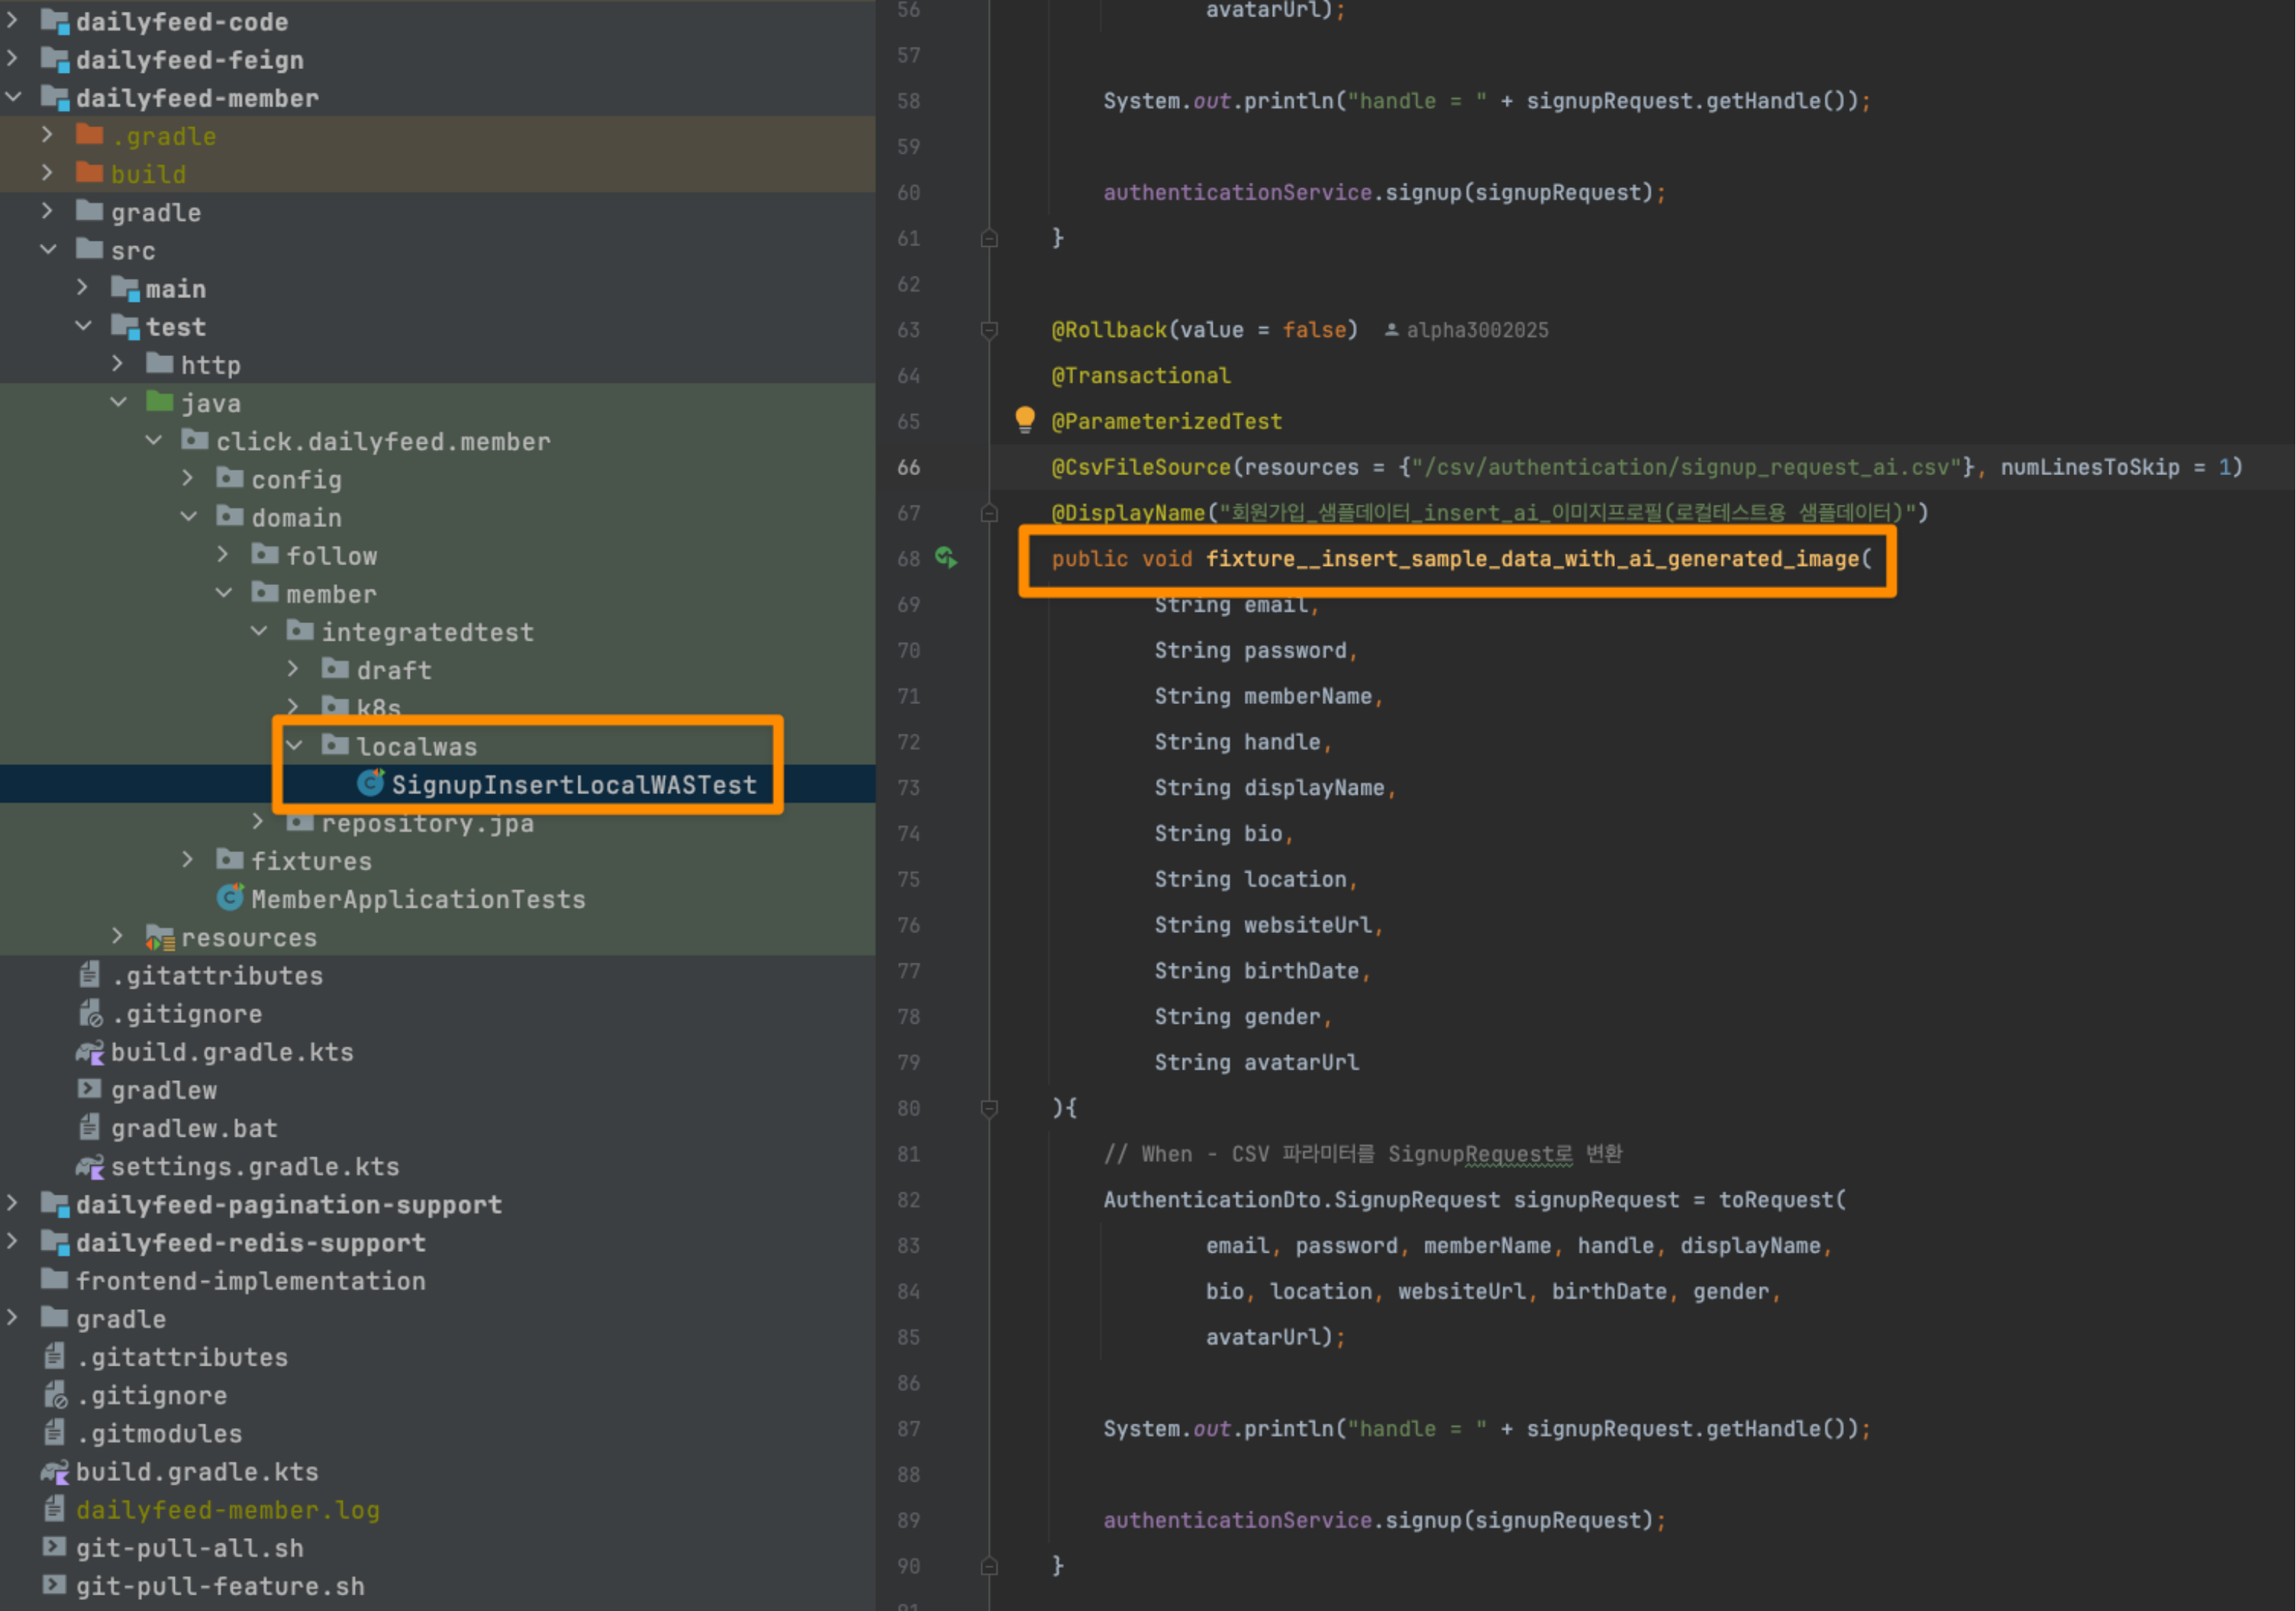 dailyfeed-code
dailyfeed-feign
dailyfeed-member
.gradle
build
gradle
src
main
test
http
java
click.dailyfeed.member
config
domain
follow
member
integratedtest
draft
k8s
localwas
SignupInsertLocalWASTest
repository.jpa
fixtures
MemberApplicationTests
resources
.gitattributes
.gitignore
build.gradle.kts
gradlew
gradlew.bat
settings.gradle.kts
dailyfeed-pagination-support
dailyfeed-redis-support
frontend-implementation
gradle
.gitattributes
.gitignore
.gitmodules
build.gradle.kts
dailyfeed-member.log
git-pull-all.sh
git-pull-feature.sh
56 avatarUrl);
57
58 System.out.println("handle = " + signupRequest.getHandle());
59
60 authenticationService.signup(signupRequest);
61 }
62
63 @Rollback(value = false) alpha3002025
64 @Transactional
65 @ParameterizedTest
66 @CsvFileSource(resources = {"/csv/authentication/signup_request_ai.csv"}, numLinesToSkip = 1)
67 @DisplayName("회원가입_샘플데이터_insert_ai_이미지프로필(로컬테스트용 샘플데이터)")
68 public void fixture__insert_sample_data_with_ai_generated_image(
69 String email,
70 String password,
71 String memberName,
72 String handle,
73 String displayName,
74 String bio,
75 String location,
76 String websiteUrl,
77 String birthDate,
78 String gender,
79 String avatarUrl
80 ){
81 // When - CSV 파라미터를 SignupRequest로 변환
82 AuthenticationDto.SignupRequest signupRequest = toRequest(
83 email, password, memberName, handle, displayName,
84 bio, location, websiteUrl, birthDate, gender,
85 avatarUrl);
86
87 System.out.println("handle = " + signupRequest.getHandle());
88
89 authenticationService.signup(signupRequest);
90 }
91